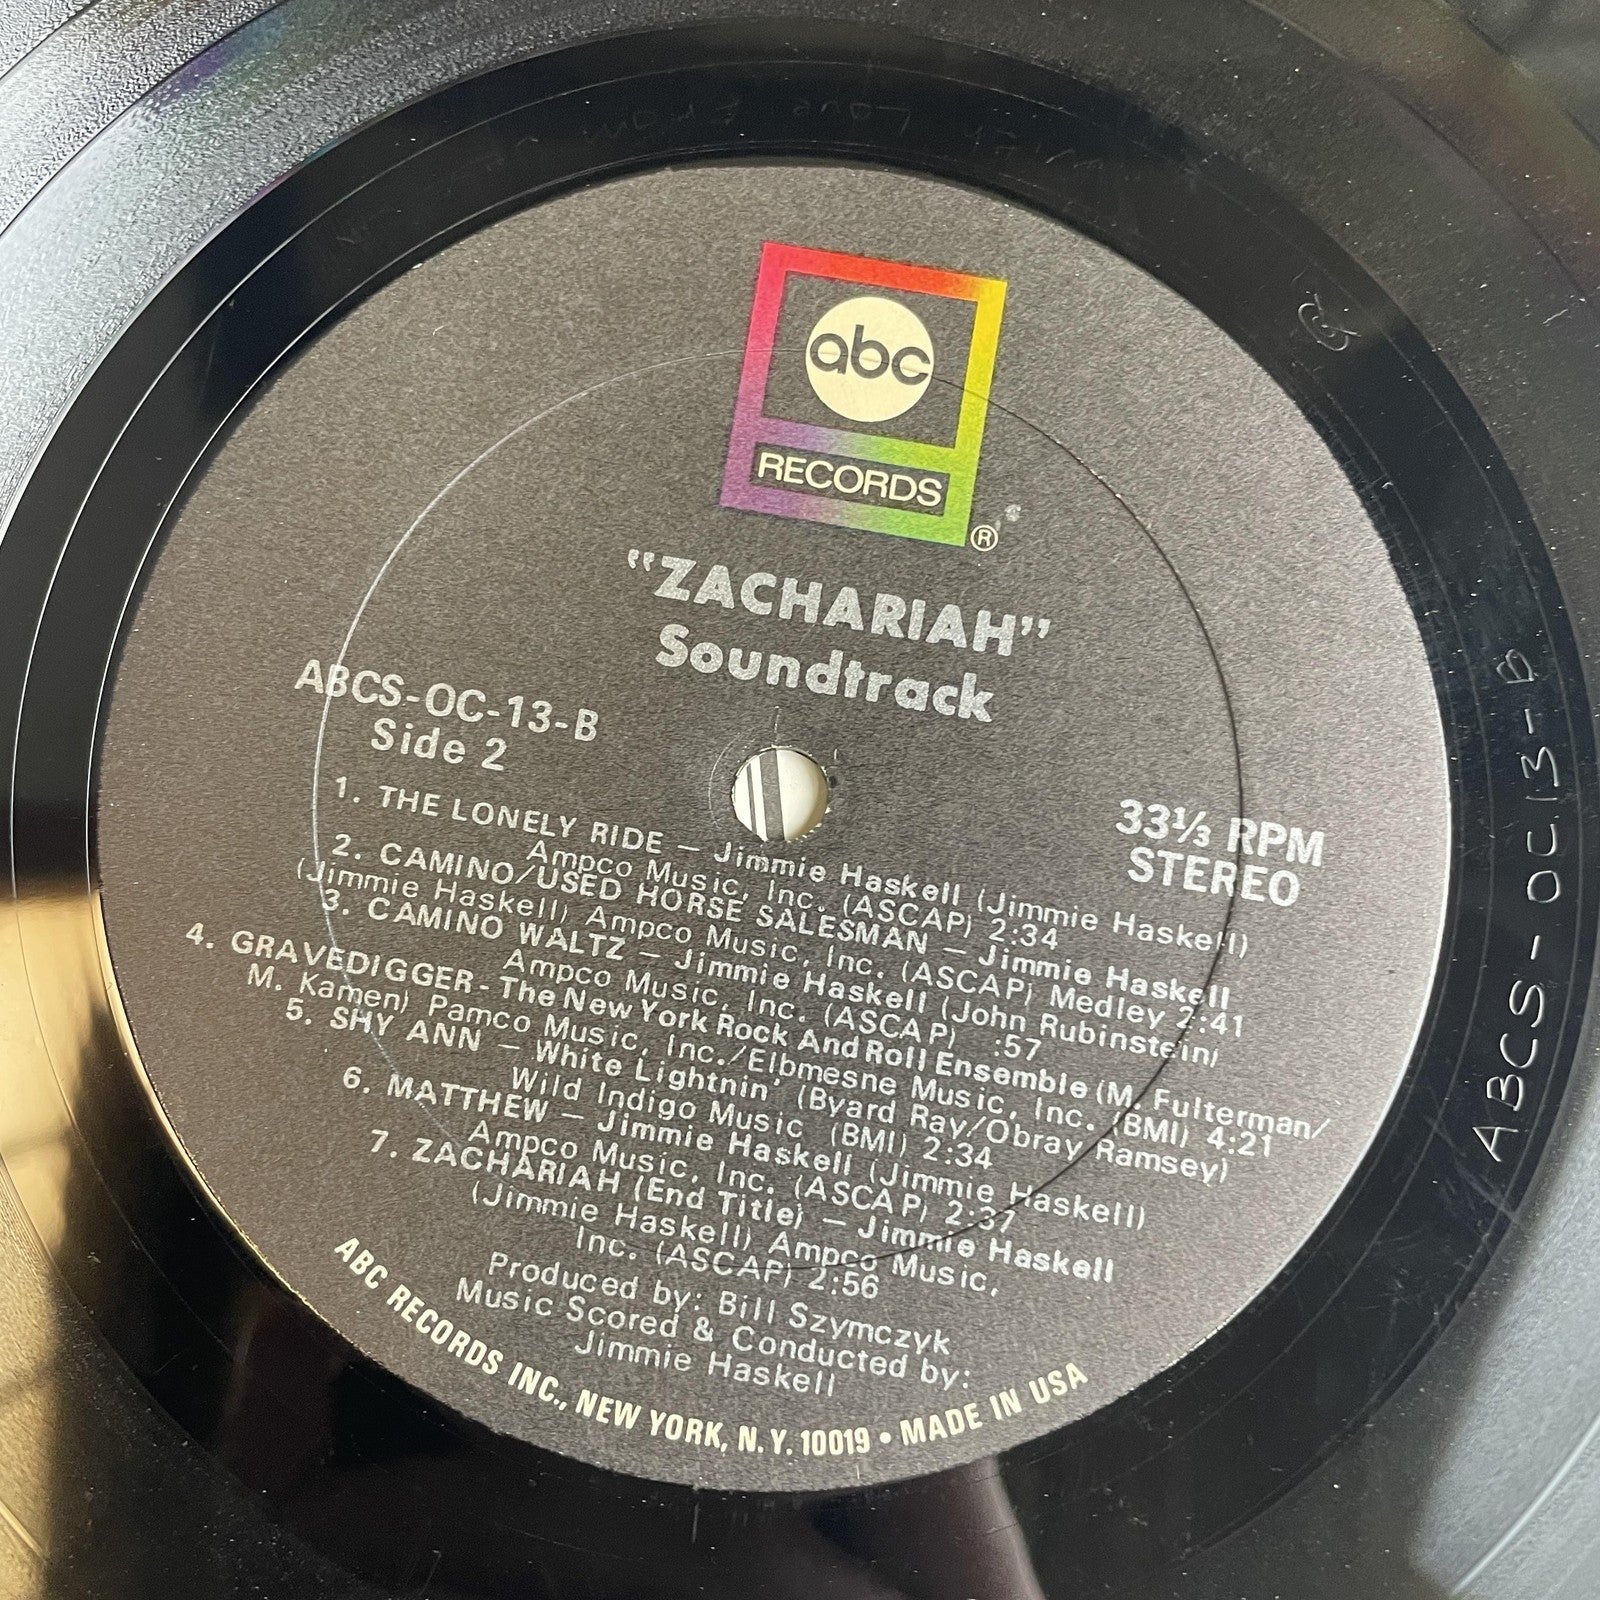 abc
RECORDS
®
"ZACHARIAH"
Soundtrack
ABCS-OC-13-B
Side 2
33⅓ RPM
STEREO
1. THE LONELY RIDE — Jimmie Haskell (Jimmie Haskell)
Ampco Music, Inc. (ASCAP) 2:34
2. CAMINO/USED HORSE SALESMAN — Jimmie Haskell
(Jimmie Haskell) Ampco Music, Inc. (ASCAP) Medley 2:41
3. CAMINO WALTZ — Jimmie Haskell (John Rubinstein)
Ampco Music, Inc. (ASCAP) :57
4. GRAVEDIGGER - The New York Rock And Roll Ensemble (M. Fulterman/
M. Kamen) Pamco Music, Inc./Elbmesne Music, Inc. (BMI) 4:21
5. SHY ANN — White Lightnin' (Byard Ray/Obray Ramsey)
Wild Indigo Music (BMI) 2:34
6. MATTHEW — Jimmie Haskell (Jimmie Haskell)
Ampco Music, Inc. (ASCAP) 2:37
7. ZACHARIAH (End Title) — Jimmie Haskell
(Jimmie Haskell) Ampco Music,
Inc. (ASCAP) 2:56
Produced by: Bill Szymczyk
Music Scored & Conducted by:
Jimmie Haskell
ABC RECORDS INC., NEW YORK, N.Y. 10019 • MADE IN USA
ABCS-OC13-B